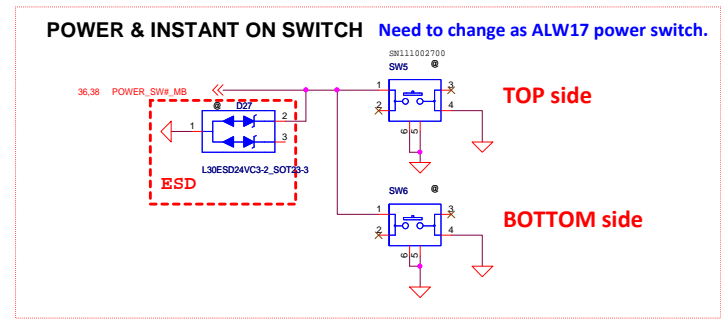 POWER & INSTANT ON SWITCH Need to change as ALW17 power switch.
SN111002700
SW5 @
36,38 POWER_SW#_MB
1 3
2 4
6 5
TOP side
@ D27
1 2
3
L30ESD24VC3-2_SOT23-3
ESD
SW6 @
1 3
2 4
6 5
BOTTOM side